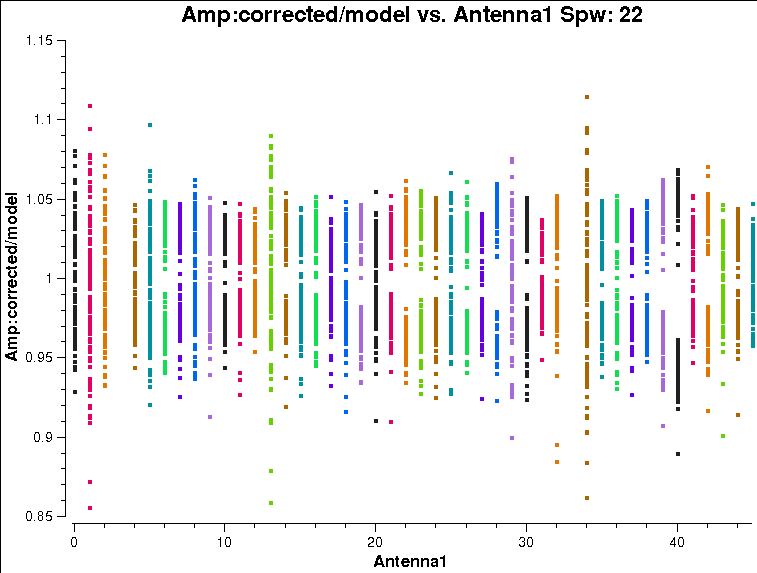 Amp:corrected/model vs. Antenna1 Spw: 22
1.15
1.1
1.05
1
0.95
0.9
0.85
Amp:corrected/model
0 10 20 30 40
Antenna1